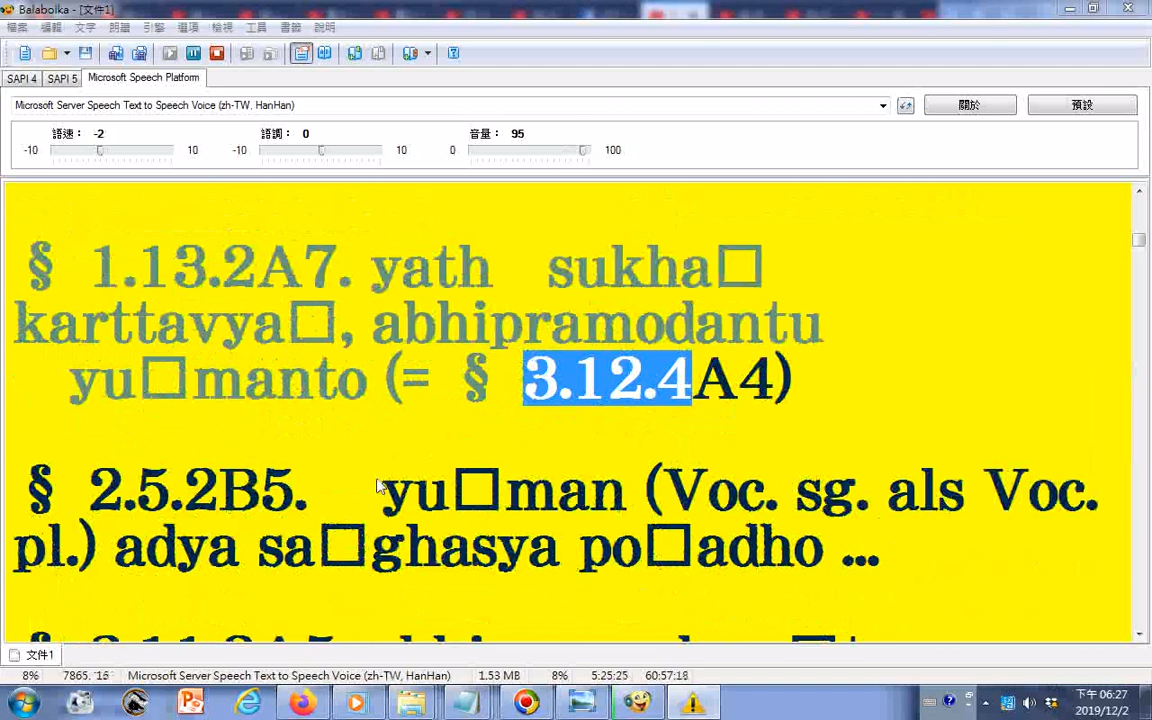 Balabolka - [文件1]
檔案 編輯 文字 朗讀 引擎 選項 檢視 工具 書籤 說明
SAPI 4 SAPI 5 Microsoft Speech Platform
Microsoft Server Speech Text to Speech Voice (zh-TW, HanHan)
關於 預設
語速： -2 語調： 0 音量： 95
-10 10 -10 10 0 100
§ 1.13.2A7. yath sukha□
karttavya□, abhipramodantu
yu□manto (= § 3.12.4A4)
§ 2.5.2B5. yu□man (Voc. sg. als Voc.
pl.) adya sa□ghasya po□adho ...
文件1
8% Microsoft Server Speech Text to Speech Voice (zh-TW, HanHan) 1.53 MB 8% 5:25:25 60:57:18
下午 06:27
2019/12/2